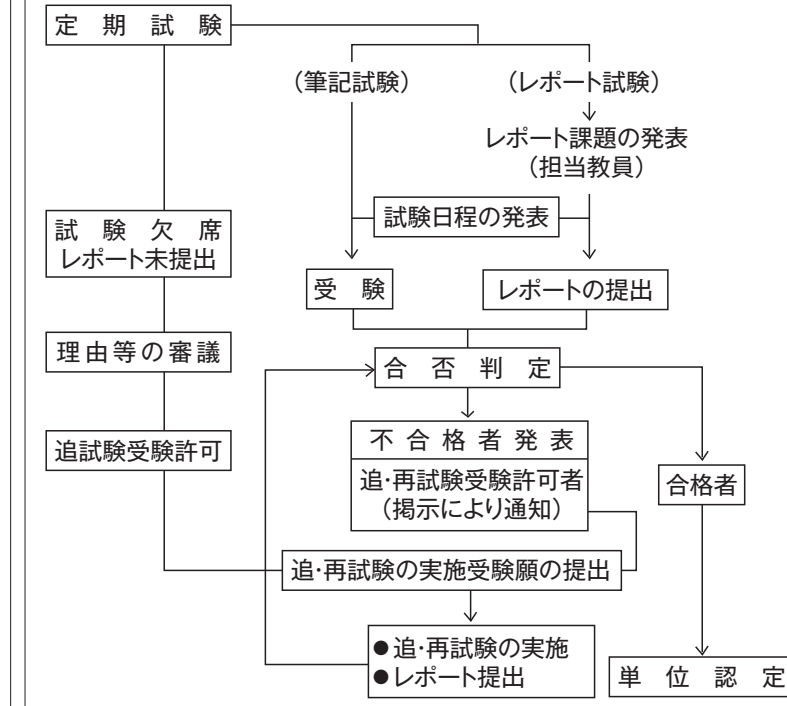 定期試験
（筆記試験）
（レポート試験）
レポート課題の発表
（担当教員）
試験日程の発表
試験欠席
レポート未提出
受験
レポートの提出
理由等の審議
合否判定
不合格者発表
追試験受験許可
追・再試験受験許可者
（掲示により通知）
合格者
追・再試験の実施受験願の提出
●追・再試験の実施
●レポート提出
単位認定